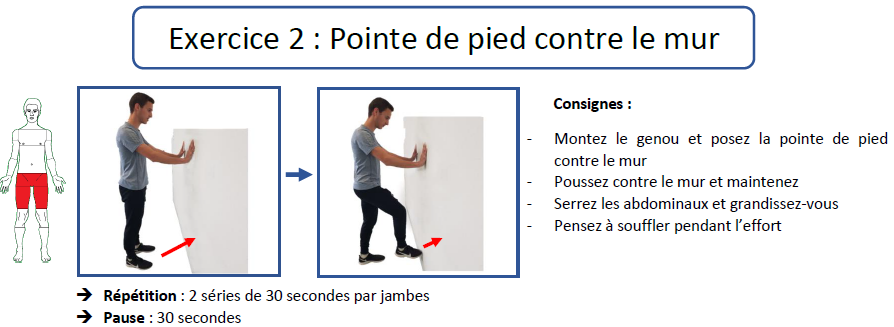 Exercice 2 : Pointe de pied contre le mur
Consignes :
- Montez le genou et posez la pointe de pied
contre le mur
- Poussez contre le mur et maintenez
- Serrez les abdominaux et grandissez-vous
- Pensez à souffler pendant l’effort
➔ Répétition : 2 séries de 30 secondes par jambes
➔ Pause : 30 secondes